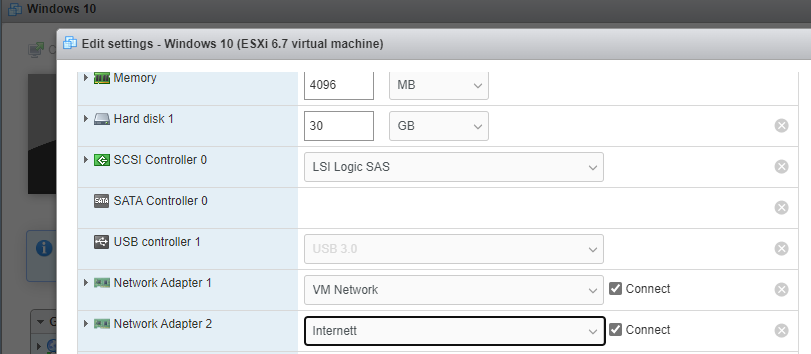 Windows 10
Edit settings - Windows 10 (ESXi 6.7 virtual machine)
Memory 4096 MB
Hard disk 1 30 GB
SCSI Controller 0 LSI Logic SAS
SATA SATA Controller 0
USB controller 1 USB 3.0
Network Adapter 1 VM Network Connect
Network Adapter 2 Internett Connect